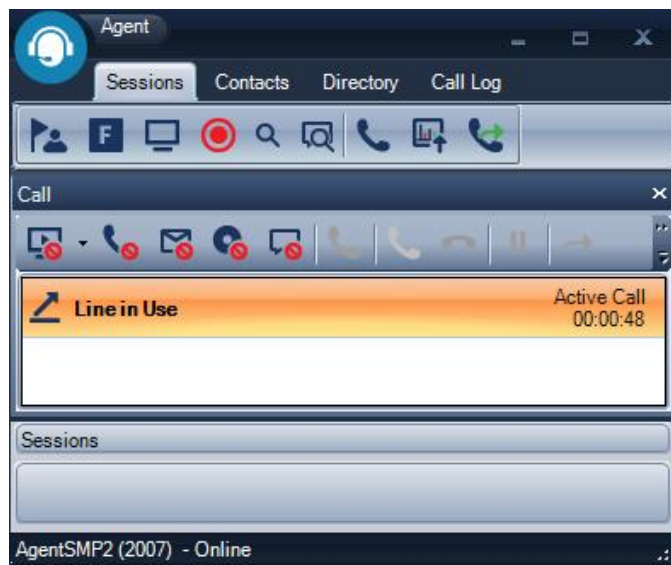 Agent
Sessions Contacts Directory Call Log
F
Call
Line in Use Active Call
00:00:48
Sessions
AgentSMP2 (2007) - Online